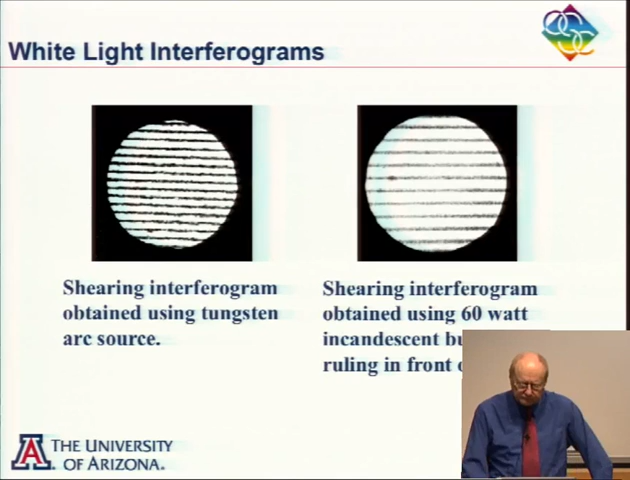 White Light Interferograms
Shearing interferogram
obtained using tungsten
arc source.
Shearing interferogram
obtained using 60 watt
incandescent
ruling in front
THE UNIVERSITY
OF ARIZONA.
A